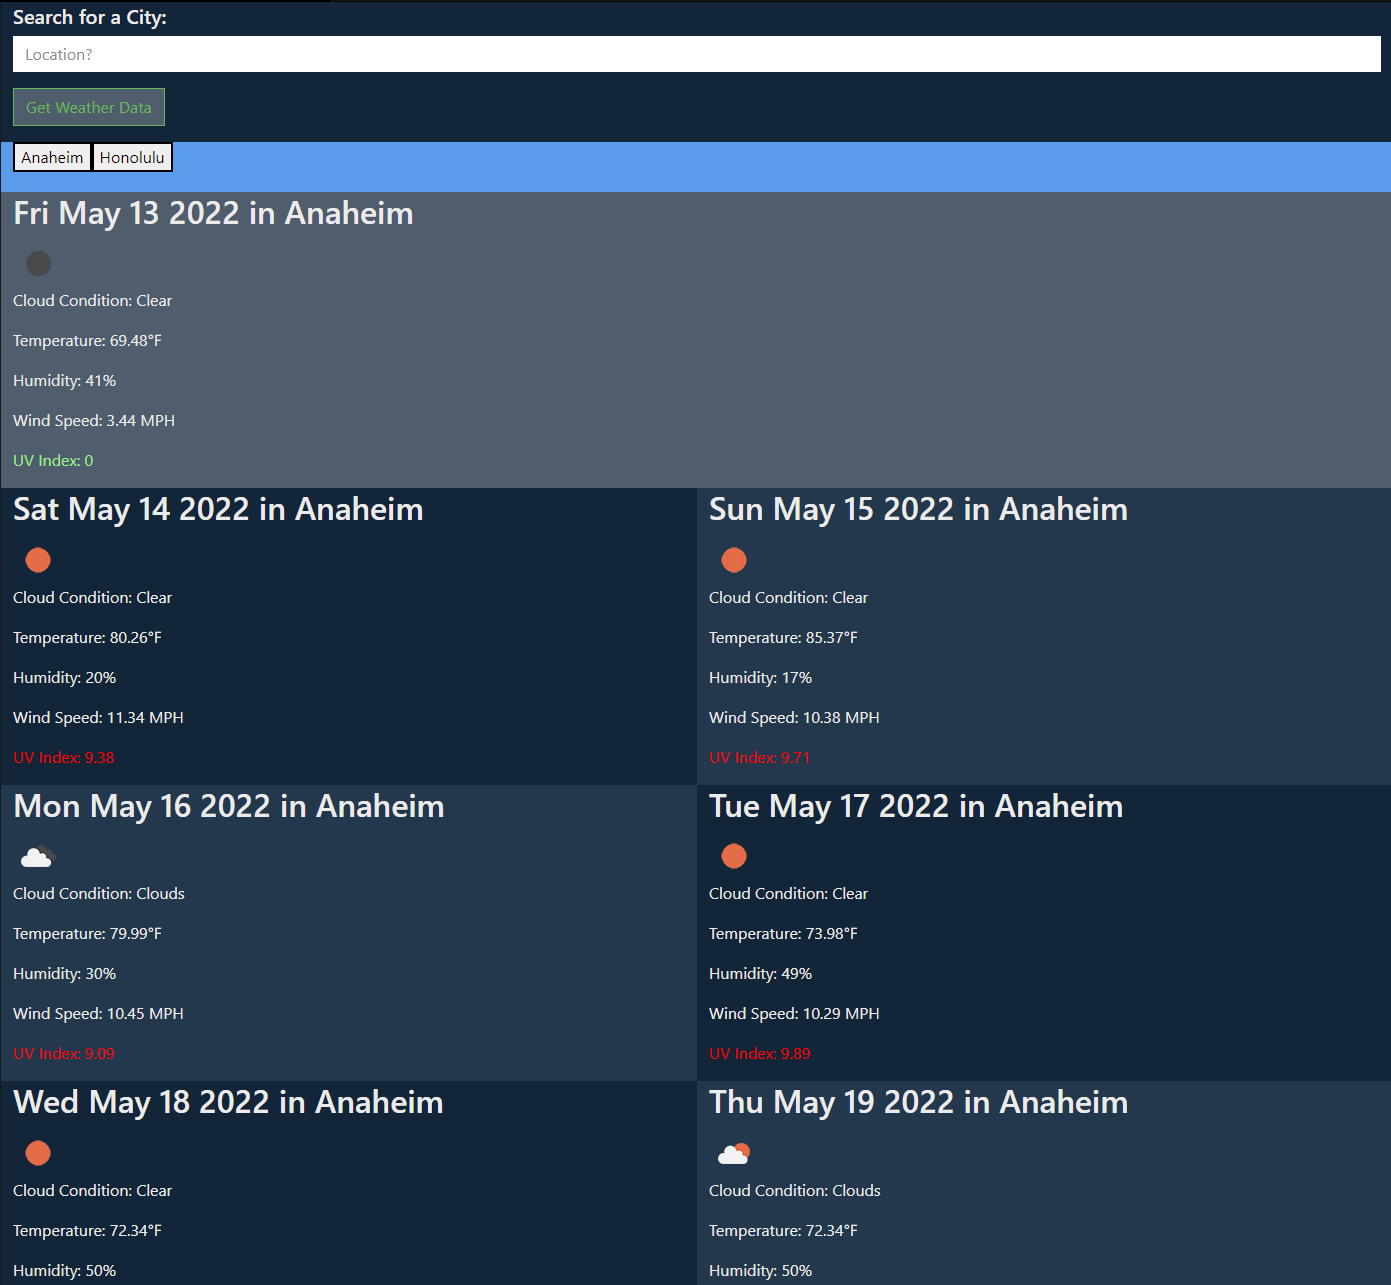 Search for a City:
Location?
Get Weather Data
Anaheim Honolulu
Fri May 13 2022 in Anaheim
Cloud Condition: Clear
Temperature: 69.48°F
Humidity: 41%
Wind Speed: 3.44 MPH
UV Index: 0
Sat May 14 2022 in Anaheim
Cloud Condition: Clear
Temperature: 80.26°F
Humidity: 20%
Wind Speed: 11.34 MPH
UV Index: 9.38
Sun May 15 2022 in Anaheim
Cloud Condition: Clear
Temperature: 85.37°F
Humidity: 17%
Wind Speed: 10.38 MPH
UV Index: 9.71
Mon May 16 2022 in Anaheim
Cloud Condition: Clouds
Temperature: 79.99°F
Humidity: 30%
Wind Speed: 10.45 MPH
UV Index: 9.09
Tue May 17 2022 in Anaheim
Cloud Condition: Clear
Temperature: 73.98°F
Humidity: 49%
Wind Speed: 10.29 MPH
UV Index: 9.89
Wed May 18 2022 in Anaheim
Cloud Condition: Clear
Temperature: 72.34°F
Humidity: 50%
Thu May 19 2022 in Anaheim
Cloud Condition: Clouds
Temperature: 72.34°F
Humidity: 50%